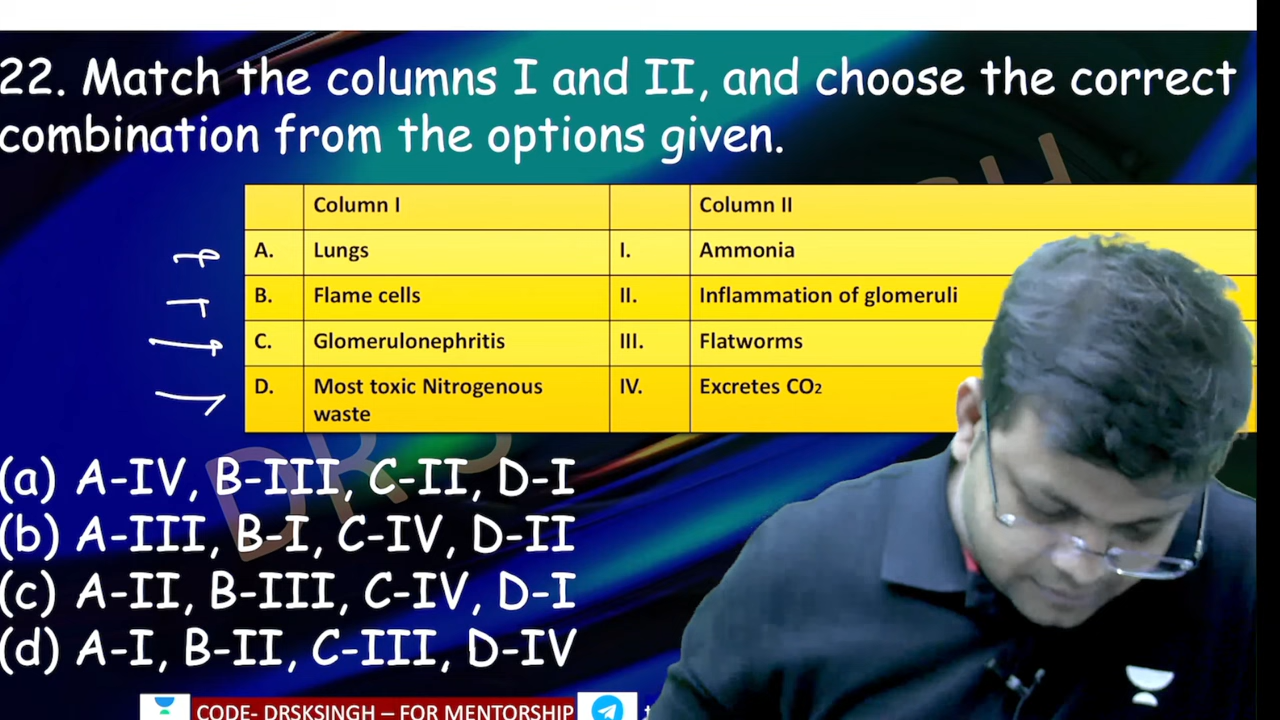 22. Match the columns I and II, and choose the correct
combination from the options given.
Column I Column II
A. Lungs I. Ammonia
B. Flame cells II. Inflammation of glomeruli
C. Glomerulonephritis III. Flatworms
D. Most toxic Nitrogenous IV. Excretes CO2
waste
(a) A-IV, B-III, C-II, D-I
(b) A-III, B-I, C-IV, D-II
(c) A-II, B-III, C-IV, D-I
(d) A-I, B-II, C-III, D-IV
CODE- DRSKSINGH – FOR MENTORSHIP